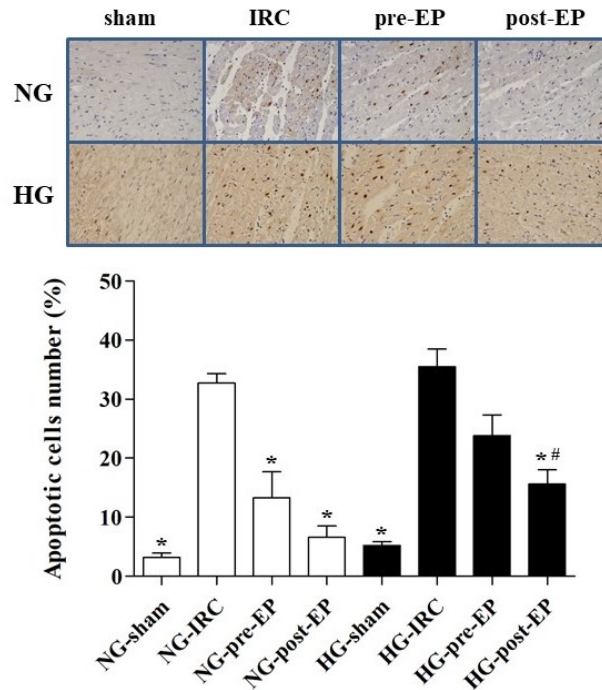 sham IRC pre-EP post-EP
NG
HG
Apoptotic cells number (%)
50
40
30
20
10
0
*
*
*
*
* #
NG-sham
NG-IRC
NG-pre-EP
NG-post-EP
HG-sham
HG-IRC
HG-pre-EP
HG-post-EP